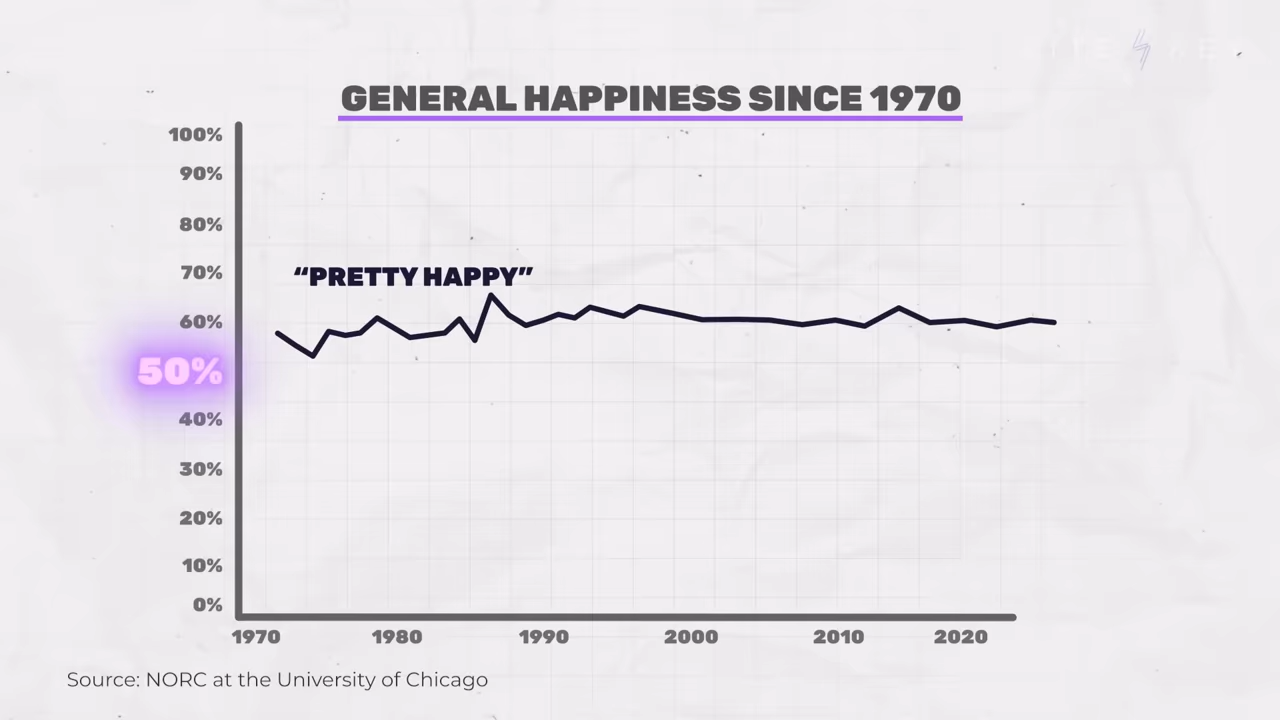 GENERAL HAPPINESS SINCE 1970
100%
90%
80%
70%
"PRETTY HAPPY"
60%
50%
40%
30%
20%
10%
0%
1970 1980 1990 2000 2010 2020
Source: NORC at the University of Chicago